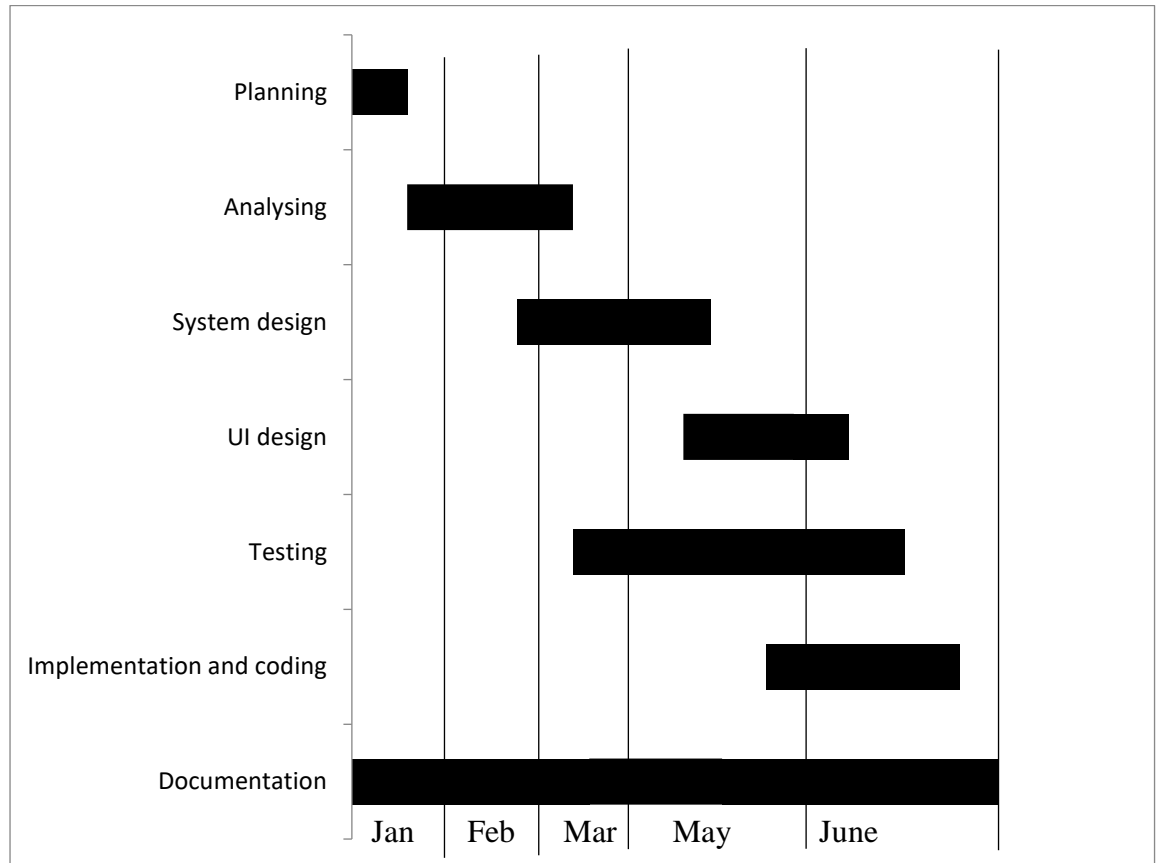 Planning
Analysing
System design
UI design
Testing
Implementation and coding
Documentation
Jan Feb Mar May June